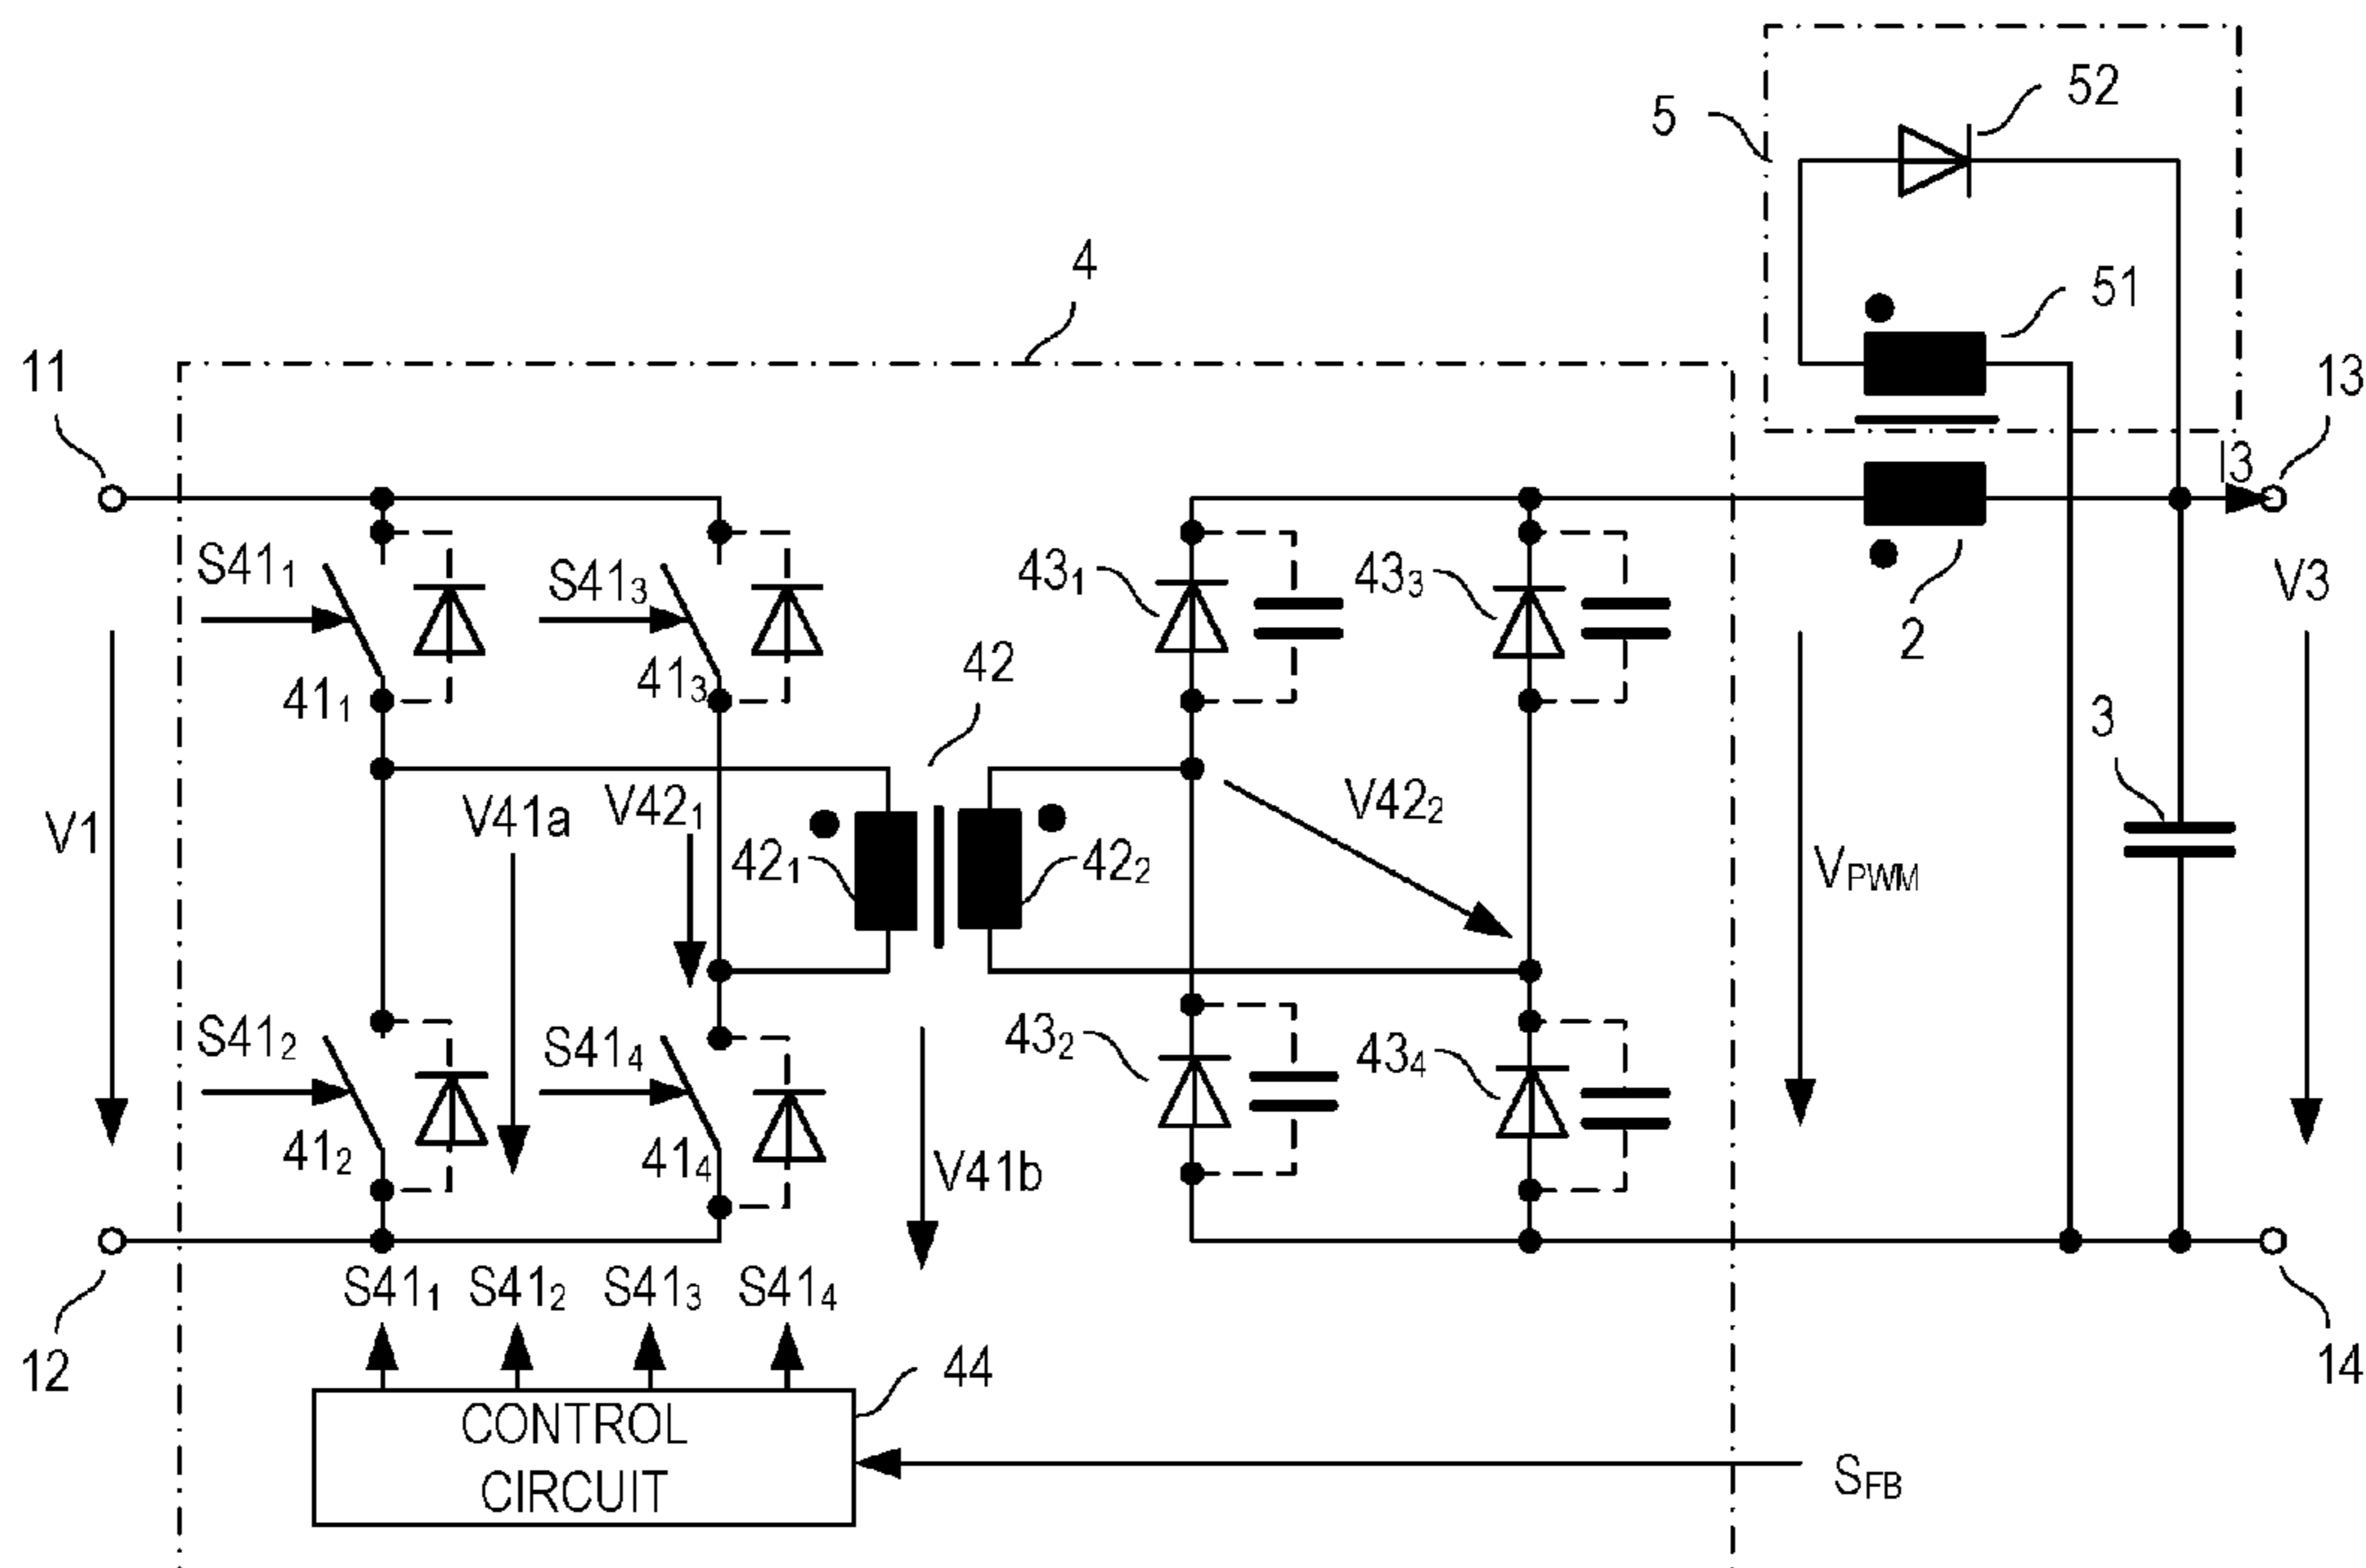 52
5
4
51
11
13
I3
S41₁
S41₃
43₁
43₃
V3
2
42
41₁
41₃
3
V1
V41a
V42₁
V42₂
42₁
42₂
V_PWM
S41₂
S41₄
43₂
43₄
41₂
41₄
V41b
S41₁ S41₂ S41₃ S41₄
12
44
14
CONTROL
CIRCUIT
S_FB